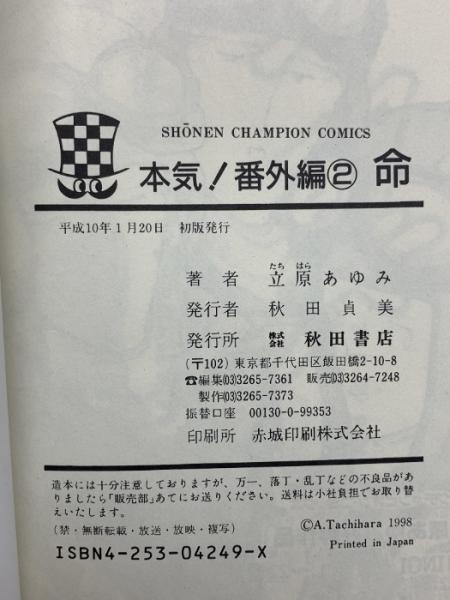 SHŌNEN CHAMPION COMICS
本気!番外編② 命
平成10年1月20日 初版発行
たち はら
著者 立原あゆみ
発行者 秋田貞美
発行所 株式会社 秋田書店
(〒102) 東京都千代田区飯田橋2-10-8
☎編集(03)3265-7361 販売(03)3264-7248
製作(03)3265-7373
振替口座 00130-0-99353
印刷所 赤城印刷株式会社
造本には十分注意しておりますが、万一、落丁・乱丁などの不良品があ
りましたら「販売部」あてにお送りください。送料は小社負担でお取り替
えいたします。
(禁・無断転載・放送・放映・複写)
©A.Tachihara 1998
Printed in Japan
ISBN4-253-04249-X